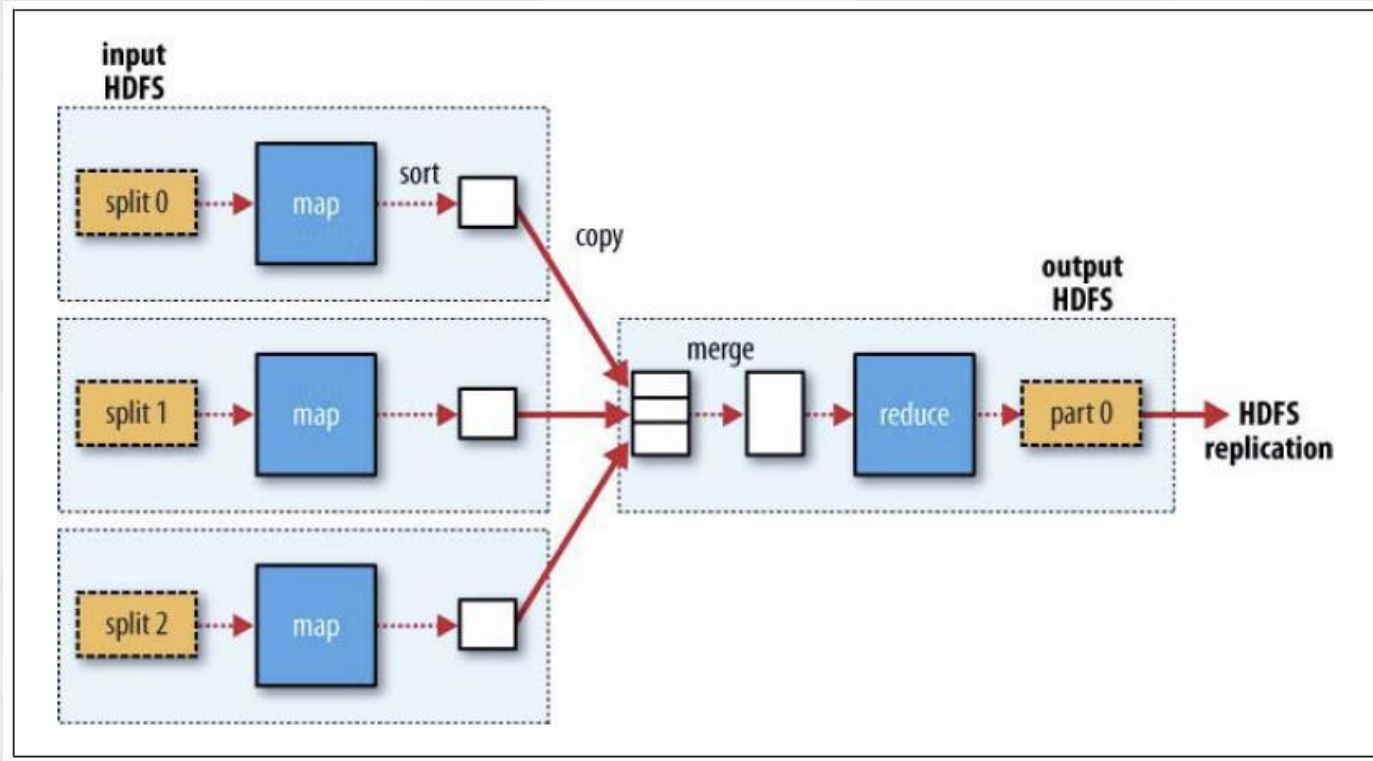 input
HDFS
split 0
map
sort
copy
split 1
map
split 2
map
merge
output
HDFS
reduce
part 0
HDFS
replication